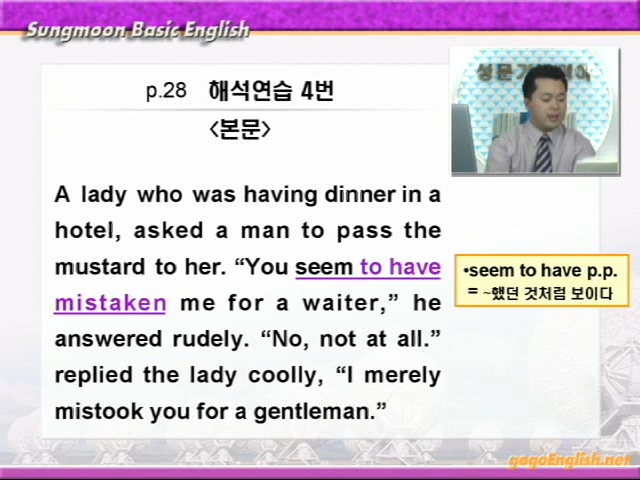 Sungmoon Basic English
p.28 해석연습 4번
<본문>
A lady who was having dinner in a
hotel, asked a man to pass the
mustard to her. “You seem to have
mistaken me for a waiter,” he
answered rudely. “No, not at all.”
replied the lady coolly, “I merely
mistook you for a gentleman.”
•seem to have p.p.
= ~했던 것처럼 보이다
gogoEnglish.net